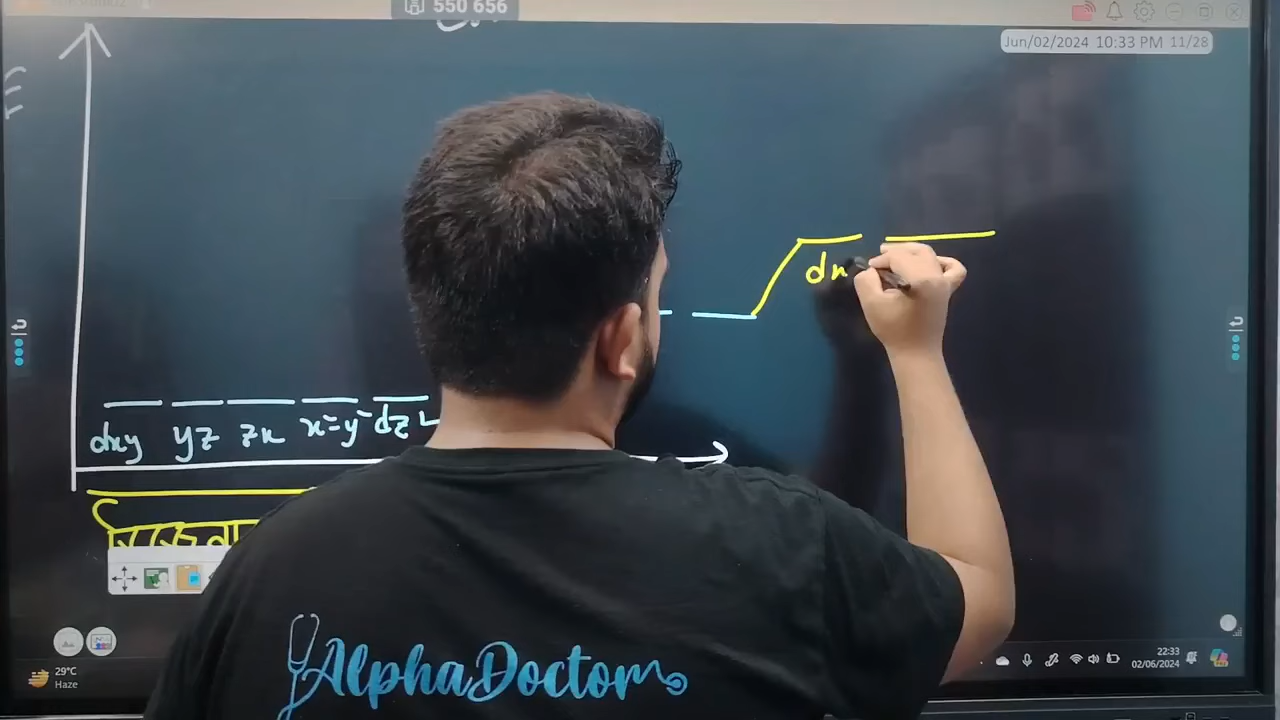 550 656
Jun/02/2024 10:33 PM 11/28
E
dx
dxy yz zx x²-y² dz²
29°C
Haze
22:33
02/06/2024
AlphaDoctor